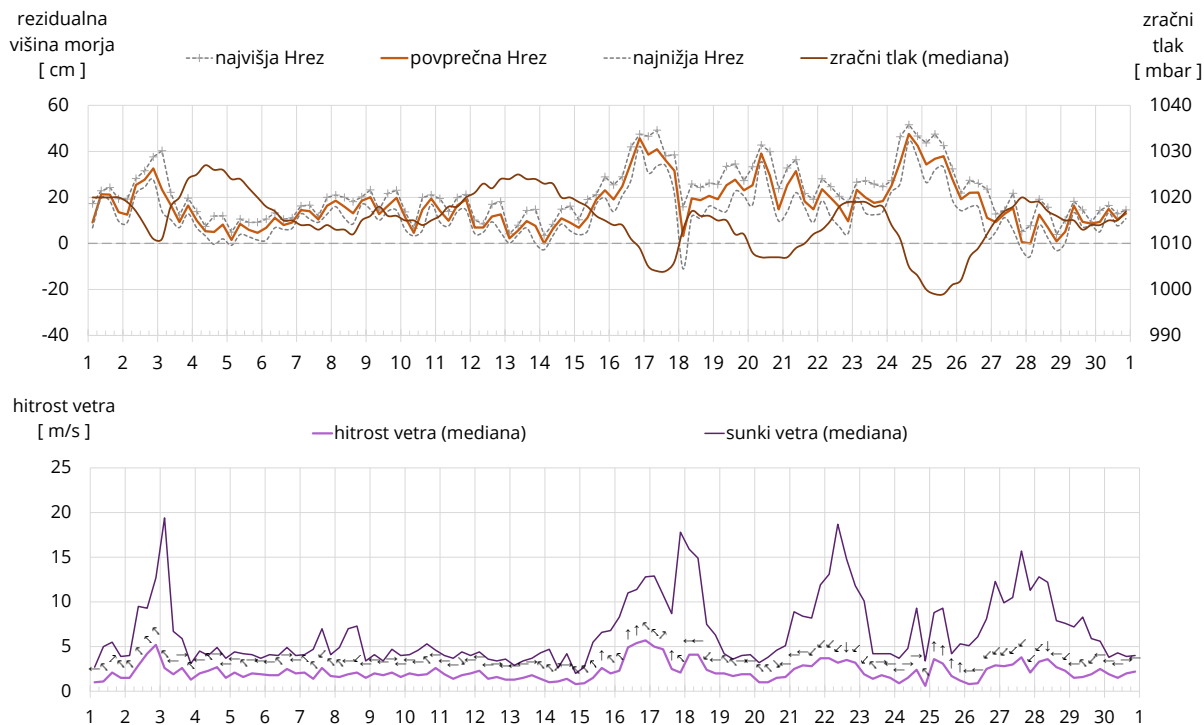 rezidualna
višina morja
[ cm ]
zračni
tlak
[ mbar ]
najvišja Hrez
povprečna Hrez
najnižja Hrez
zračni tlak (mediana)
60 1040
40 1030
20 1020
0 1010
-20 1000
-40 990
1 2 3 4 5 6 7 8 9 10 11 12 13 14 15 16 17 18 19 20 21 22 23 24 25 26 27 28 29 30 1
hitrost vetra
[ m/s ]
hitrost vetra (mediana)
sunki vetra (mediana)
25
20
15
10
5
0
1 2 3 4 5 6 7 8 9 10 11 12 13 14 15 16 17 18 19 20 21 22 23 24 25 26 27 28 29 30 1